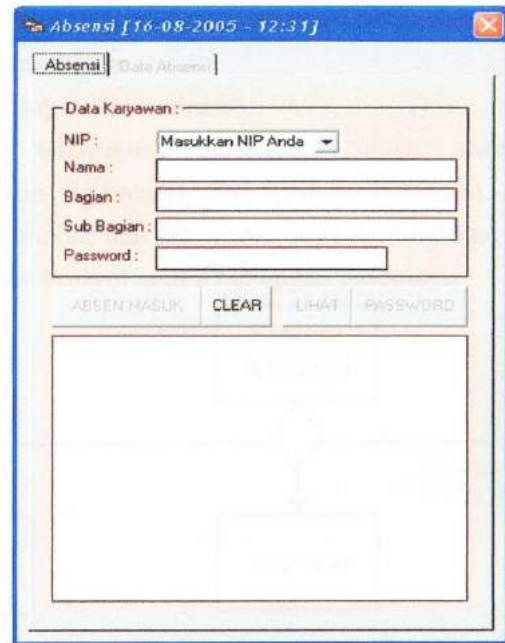 Absensi [16-08-2005 - 12:31]
Absensi Data Absensi
Data Karyawan :
NIP : Masukkan NIP Anda
Nama :
Bagian :
Sub Bagian :
Password :
ABSEN MASUK CLEAR LIHAT PASSWORD